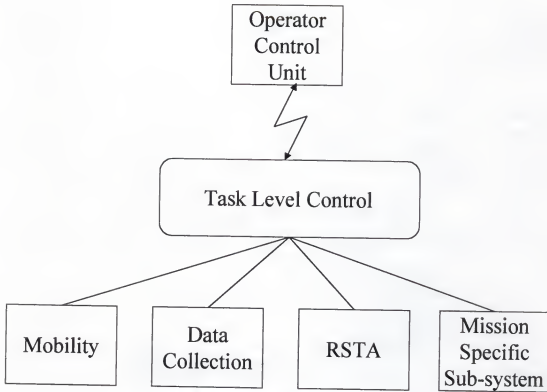 Operator
Control
Unit
Task Level Control
Mobility
Data
Collection
RSTA
Mission
Specific
Sub-system